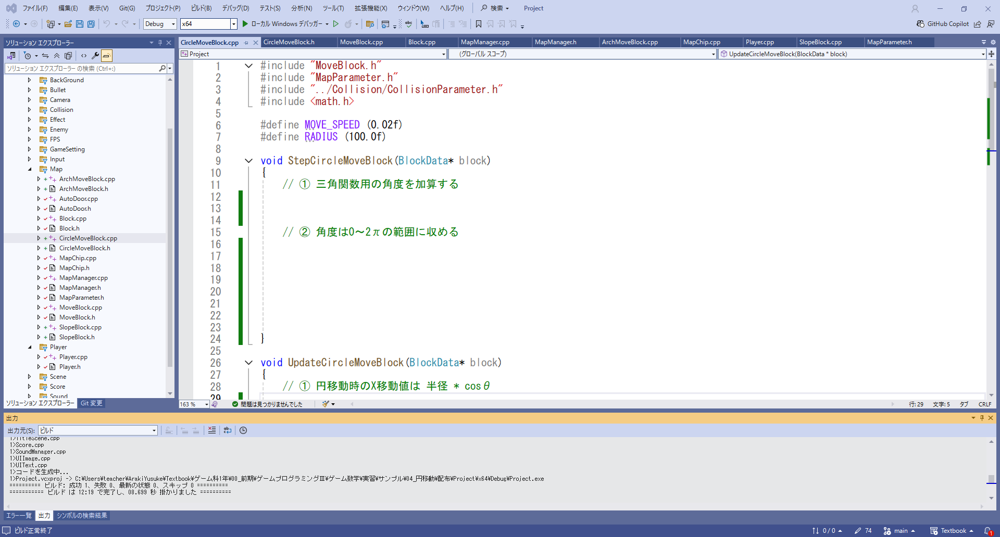 ファイル(F) 編集(E) 表示(V) Git(G) プロジェクト(P) ビルド(B) デバッグ(D) テスト(S) 分析(N) ツール(T) 拡張機能(X) ウィンドウ(W) ヘルプ(H) 検索 Project
Debug x64 ローカル Windows デバッガー GitHub Copilot
ソリューション エクスプローラー
ソリューション エクスプローラー の検索 (Ctrl+:)
BackGround
Bullet
Camera
Collision
Effect
Enemy
FPS
GameSetting
Input
Map
ArchMoveBlock.cpp
ArchMoveBlock.h
AutoDoor.cpp
AutoDoor.h
Block.cpp
Block.h
CircleMoveBlock.cpp
CircleMoveBlock.h
MapChip.cpp
MapChip.h
MapManager.cpp
MapManager.h
MapParameter.h
MoveBlock.cpp
MoveBlock.h
SlopeBlock.cpp
SlopeBlock.h
Player
Player.cpp
Player.h
Scene
Score
Sound
ソリューション エクスプローラー Git 変更
CircleMoveBlock.cpp CircleMoveBlock.h MoveBlock.cpp Block.cpp MapManager.cpp MapManager.h ArchMoveBlock.cpp MapChip.cpp Player.cpp SlopeBlock.cpp MapParameter.h
Project (グローバル スコープ) UpdateCircleMoveBlock(BlockData * block)
1 #include "MoveBlock.h"
2 #include "MapParameter.h"
3 #include "../Collision/CollisionParameter.h"
4 #include <math.h>
5
6 #define MOVE_SPEED (0.02f)
7 #define RADIUS (100.0f)
8
9 void StepCircleMoveBlock(BlockData* block)
10 {
11 // ① 三角関数用の角度を加算する
12
13
14
15 // ② 角度は0～2πの範囲に収める
16
17
18
19
20
21
22
23
24 }
25
26 void UpdateCircleMoveBlock(BlockData* block)
27 {
28 // ① 円移動時のX移動値は 半径 * cosθ
29
163 % 問題は見つかりませんでした 行: 29 文字: 5 タブ CRLF
出力
出力元(S): ビルド
1>TitleScene.cpp
1>Score.cpp
1>SoundManager.cpp
1>UIImage.cpp
1>UIText.cpp
1>コードを生成中...
1>Project.vcxproj -> C:¥Users¥teacher¥ArakiYusuke¥Textbook¥ゲーム科1年¥00_前期¥ゲームプログラミングⅢ¥ゲーム数学¥実習¥サンプル¥04_円移動¥配布¥Project¥x64¥Debug¥Project.exe
========== ビルド: 成功 1、失敗 0、最新の状態 0、スキップ 0 ==========
=========== ビルド は 12:19 で完了し、08.699 秒 掛かりました ==========
エラー一覧 出力 シンボルの検索結果
ビルド正常終了 0 / 0 74 main Textbook 1